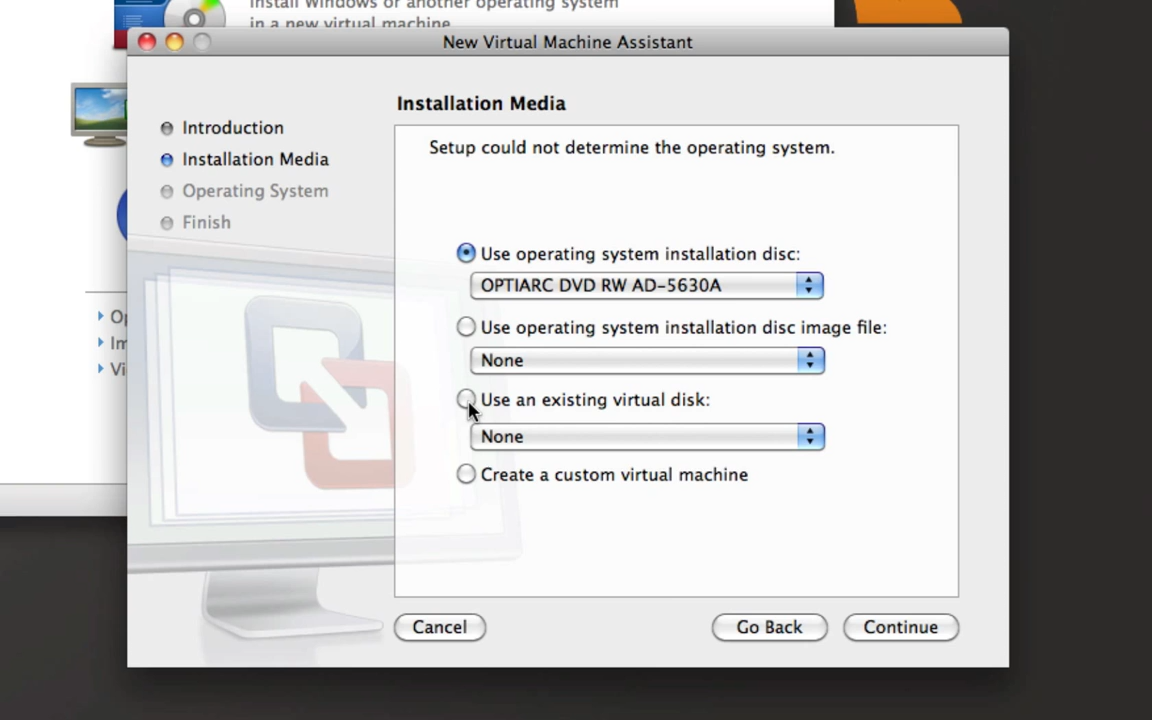 Install Windows or another operating system
in a new virtual machine
New Virtual Machine Assistant
Introduction
Installation Media
Operating System
Finish
Op
Im
Vi
Installation Media
Setup could not determine the operating system.
Use operating system installation disc:
OPTIARC DVD RW AD-5630A
Use operating system installation disc image file:
None
Use an existing virtual disk:
None
Create a custom virtual machine
Cancel
Go Back
Continue